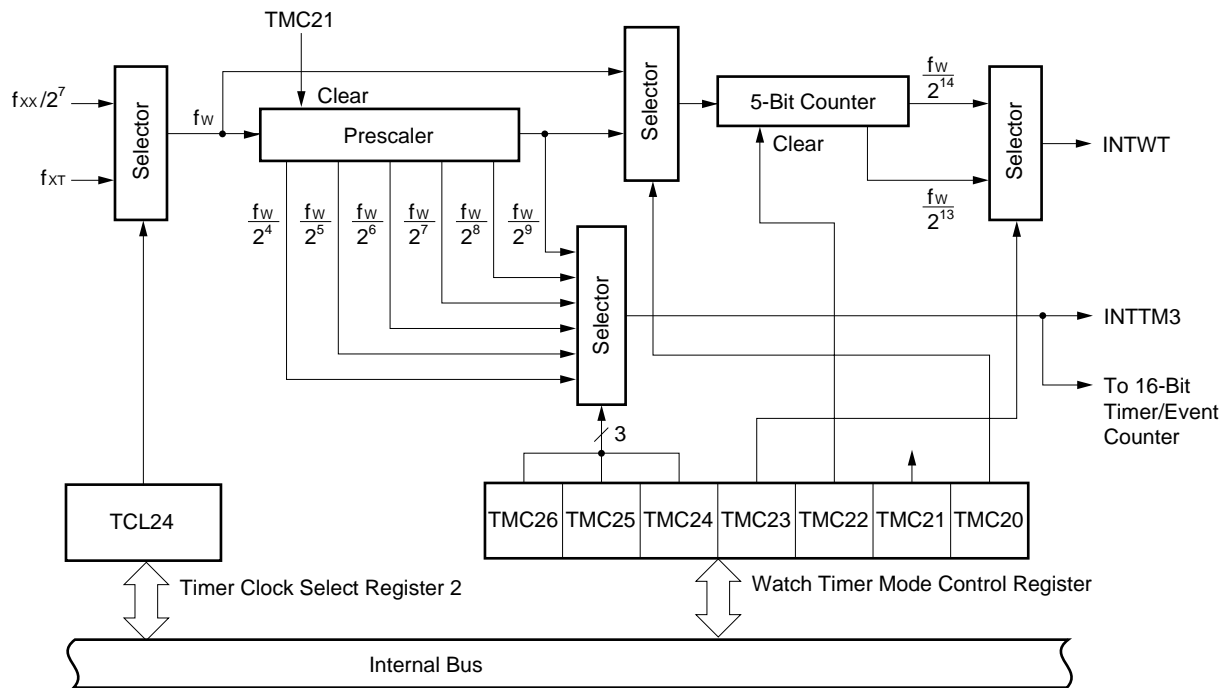 TMC21
fXX/2^7
fXT
Selector
fW
Clear
Prescaler
Selector
5-Bit Counter
Clear
fW/2^14
fW/2^13
Selector
INTWT
fW/2^4 fW/2^5 fW/2^6 fW/2^7 fW/2^8 fW/2^9
Selector
INTTM3
To 16-Bit
Timer/Event
Counter
3
TCL24
TMC26 TMC25 TMC24 TMC23 TMC22 TMC21 TMC20
Timer Clock Select Register 2
Watch Timer Mode Control Register
Internal Bus